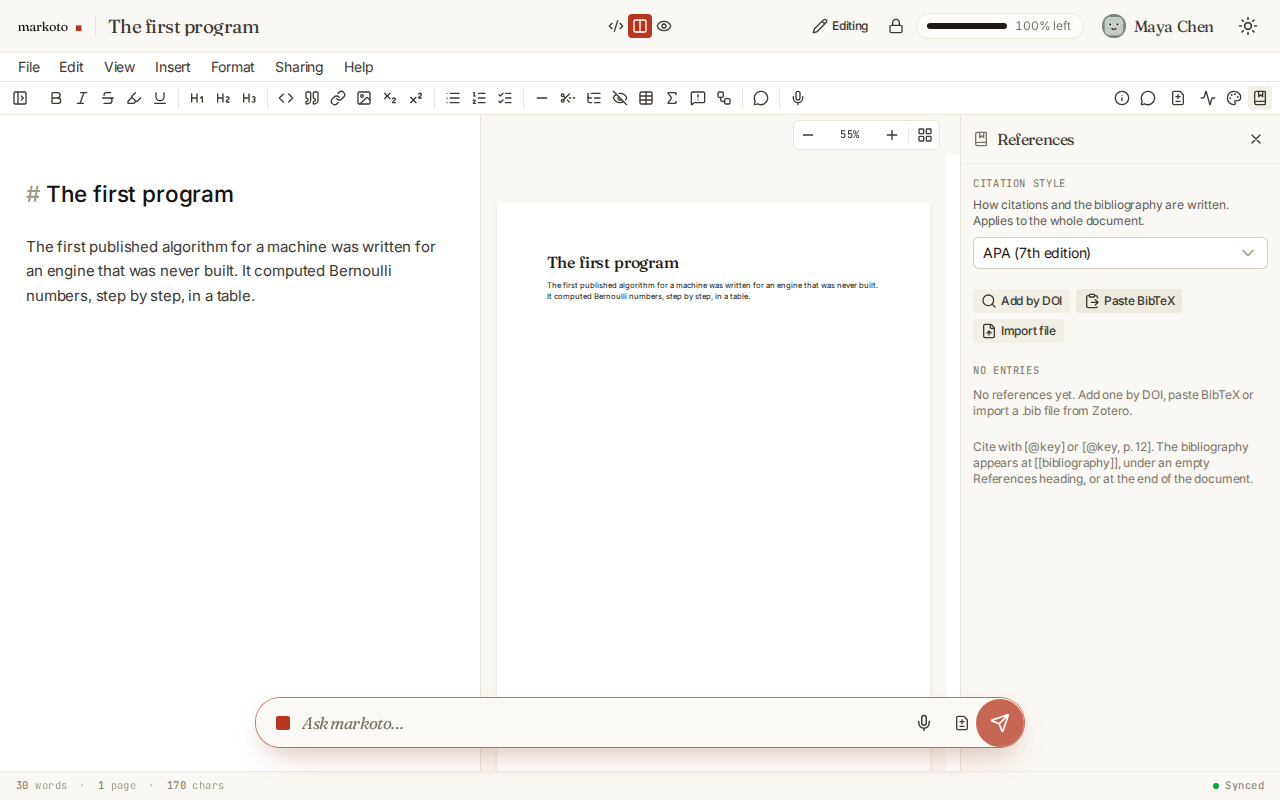 markoto
The first program
Editing
100% left
Maya Chen
File Edit View Insert Format Sharing Help
H1 H2 H3
55%
References
# The first program
The first published algorithm for a machine was written for
an engine that was never built. It computed Bernoulli
numbers, step by step, in a table.
The first program
The first published algorithm for a machine was written for an engine that was never built.
It computed Bernoulli numbers, step by step, in a table.
CITATION STYLE
How citations and the bibliography are written.
Applies to the whole document.
APA (7th edition)
Add by DOI
Paste BibTeX
Import file
NO ENTRIES
No references yet. Add one by DOI, paste BibTeX or
import a .bib file from Zotero.
Cite with [@key] or [@key, p. 12]. The bibliography
appears at [[bibliography]], under an empty
References heading, or at the end of the document.
Ask markoto...
30 words · 1 page · 170 chars
Synced